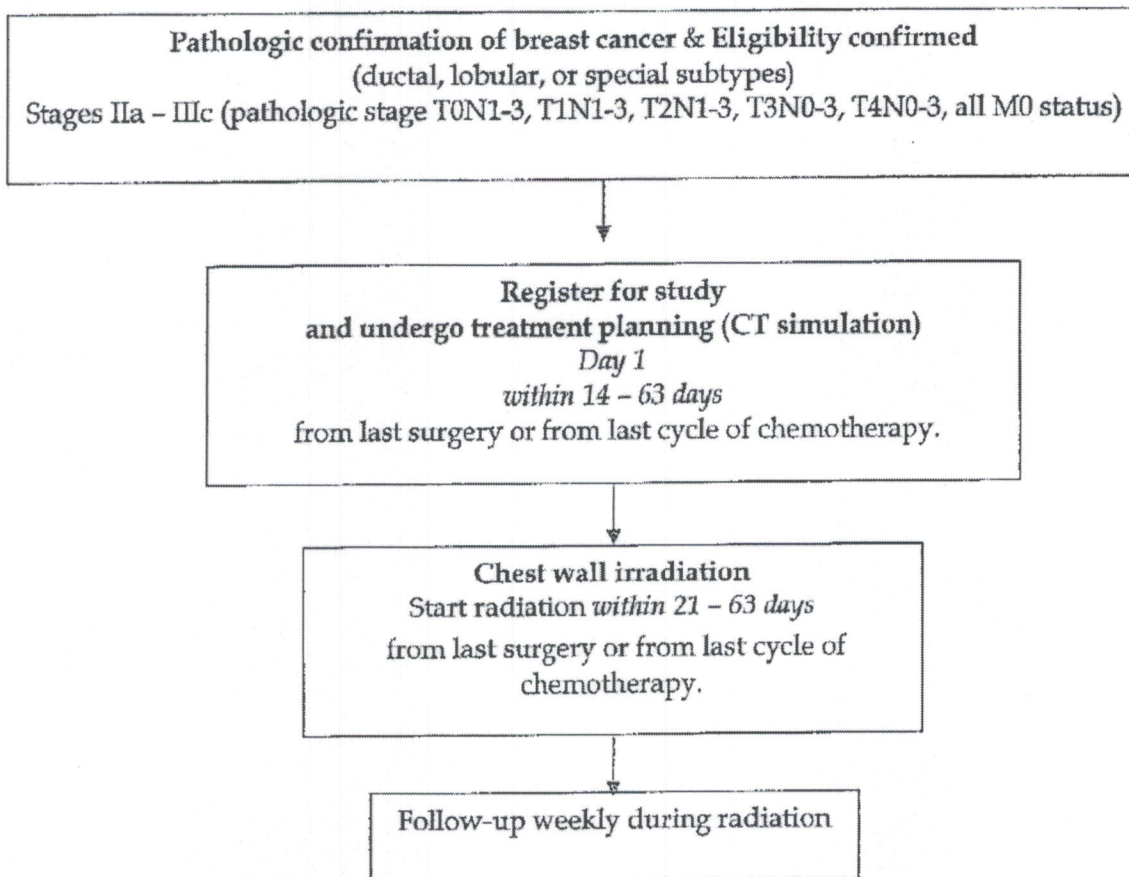 Pathologic confirmation of breast cancer & Eligibility confirmed
(ductal, lobular, or special subtypes)
Stages IIa – IIIc (pathologic stage T0N1-3, T1N1-3, T2N1-3, T3N0-3, T4N0-3, all M0 status)
Register for study
and undergo treatment planning (CT simulation)
Day 1
within 14 – 63 days
from last surgery or from last cycle of chemotherapy.
Chest wall irradiation
Start radiation within 21 – 63 days
from last surgery or from last cycle of
chemotherapy.
Follow-up weekly during radiation